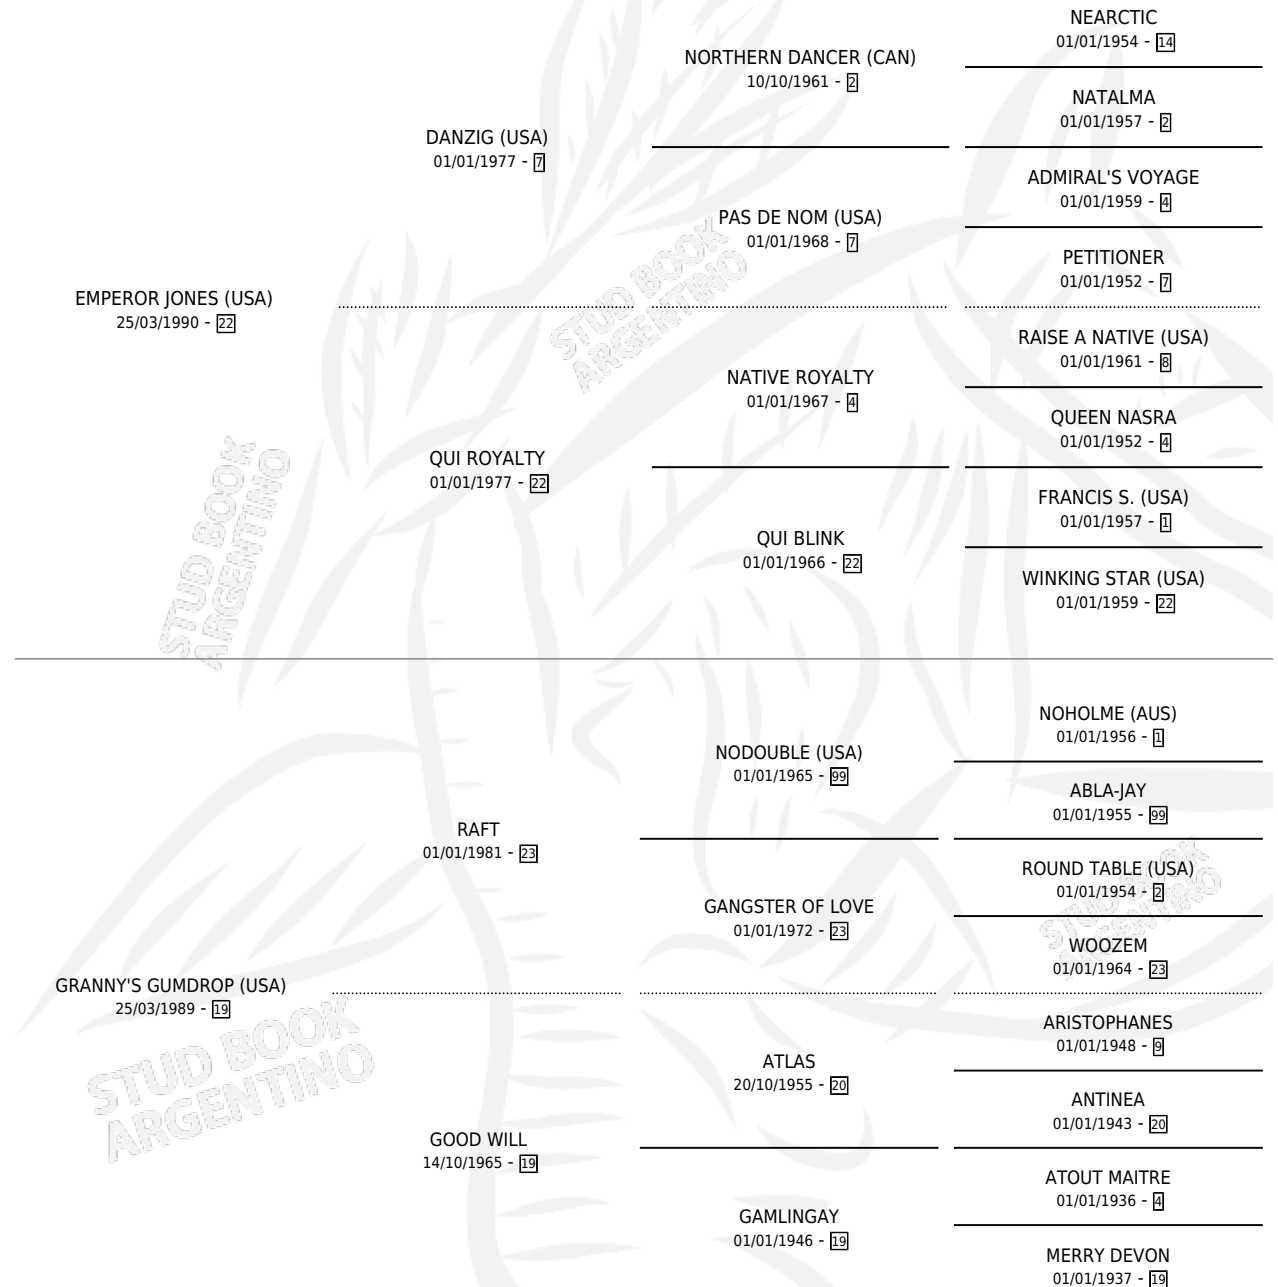 NEARCTIC
01/01/1954 - 14
NORTHERN DANCER (CAN)
10/10/1961 - 2
NATALMA
01/01/1957 - 2
DANZIG (USA)
01/01/1977 - 7
ADMIRAL'S VOYAGE
01/01/1959 - 4
PAS DE NOM (USA)
01/01/1968 - 7
PETITIONER
01/01/1952 - 7
EMPEROR JONES (USA)
25/03/1990 - 22
STUD BOOK
ARGENTINO
RAISE A NATIVE (USA)
01/01/1961 - 8
NATIVE ROYALTY
01/01/1967 - 4
QUEEN NASRA
01/01/1952 - 4
QUI ROYALTY
01/01/1977 - 22
FRANCIS S. (USA)
01/01/1957 - 1
QUI BLINK
01/01/1966 - 22
WINKING STAR (USA)
01/01/1959 - 22
STUD BOOK
ARGENTINO
NOHOLME (AUS)
01/01/1956 - 1
NODOUBLE (USA)
01/01/1965 - 99
ABLA-JAY
01/01/1955 - 99
RAFT
01/01/1981 - 23
ROUND TABLE (USA)
01/01/1954 - 2
GANGSTER OF LOVE
01/01/1972 - 23
STUD BOOK
ARGENTINO
WOOZEM
01/01/1964 - 23
GRANNY'S GUMDROP (USA)
25/03/1989 - 19
STUD BOOK
ARGENTINO
ARISTOPHANES
01/01/1948 - 9
ATLAS
20/10/1955 - 20
ANTINEA
01/01/1943 - 20
GOOD WILL
14/10/1965 - 19
ATOUT MAITRE
01/01/1936 - 4
GAMLINGAY
01/01/1946 - 19
MERRY DEVON
01/01/1937 - 19